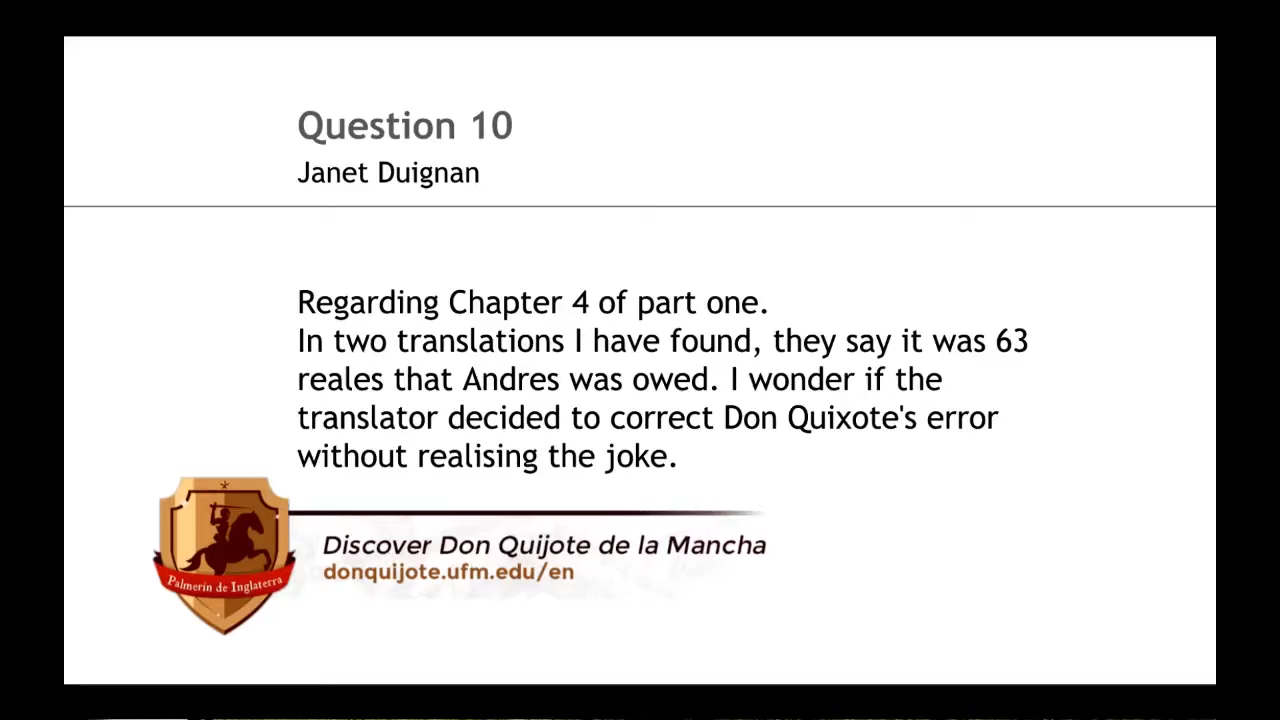 Question 10
Janet Duignan
Regarding Chapter 4 of part one.
In two translations I have found, they say it was 63
reales that Andres was owed. I wonder if the
translator decided to correct Don Quixote's error
without realising the joke.
Discover Don Quijote de la Mancha
donquijote.ufm.edu/en
Palmerín de Inglaterra